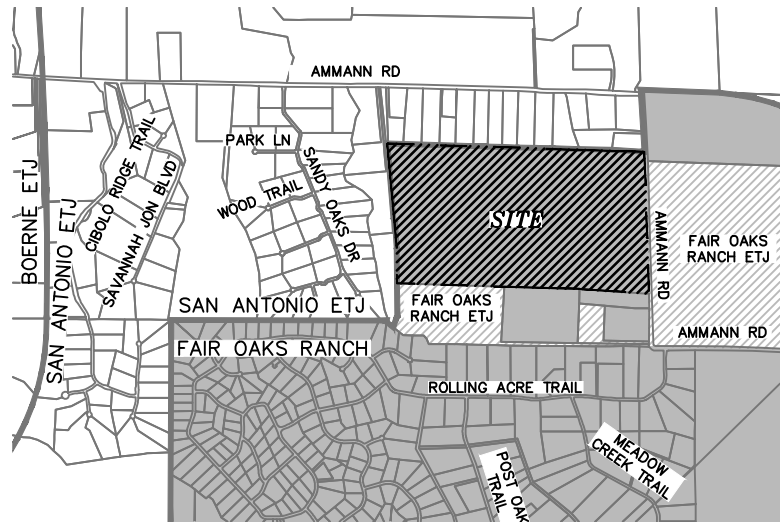 AMMANN RD
PARK LN
SANDY OAKS DR
WOOD TRAIL
CIBOLO RIDGE TRAIL
SAVANNAH JON BLVD
BOERNE ETJ
SAN ANTONIO ETJ
SITE
AMMANN RD
FAIR OAKS
RANCH ETJ
SAN ANTONIO ETJ
FAIR OAKS
RANCH ETJ
AMMANN RD
FAIR OAKS RANCH
ROLLING ACRE TRAIL
MEADOW
CREEK TRAIL
POST OAK
TRAIL